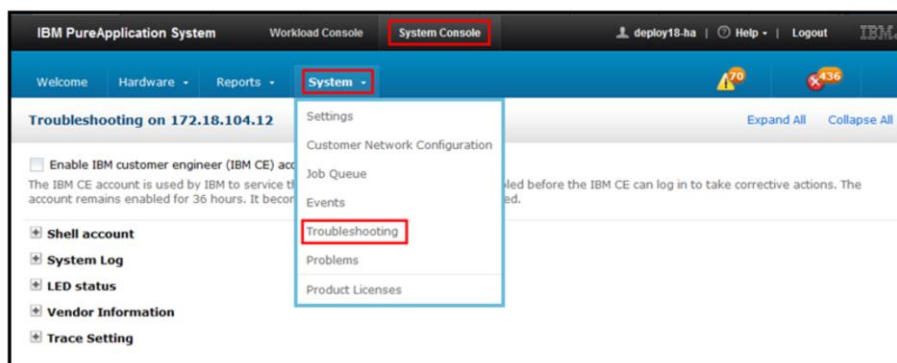 IBM PureApplication System Workload Console System Console deploy18-ha | Help | Logout IBM
Welcome Hardware Reports System 70 436
Troubleshooting on 172.18.104.12 Expand All Collapse All
Settings
Customer Network Configuration
Job Queue
Events
Troubleshooting
Problems
Product Licenses
Enable IBM customer engineer (IBM CE)
The IBM CE account is used by IBM to service before the IBM CE can log in to take corrective actions. The
account remains enabled for 36 hours. It
Shell account
System Log
LED status
Vendor Information
Trace Setting